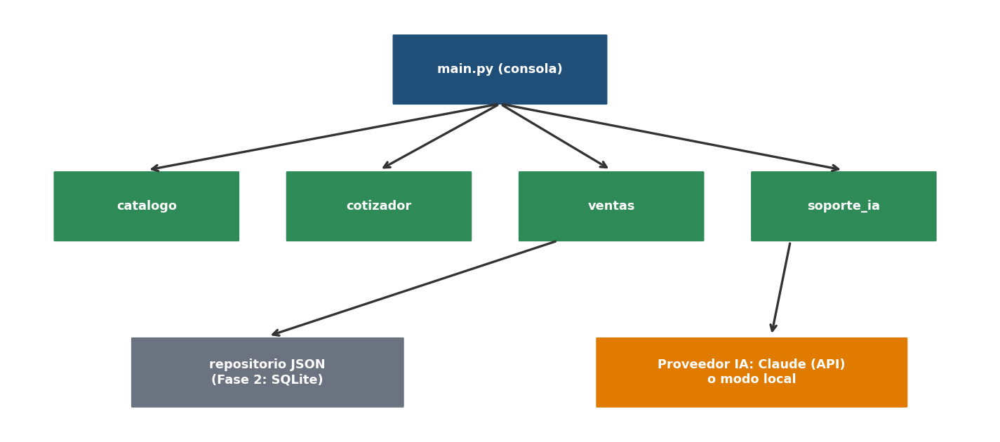 main.py (consola)
catalogo
cotizador
ventas
soporte_ia
repositorio JSON
(Fase 2: SQLite)
Proveedor IA: Claude (API)
o modo local